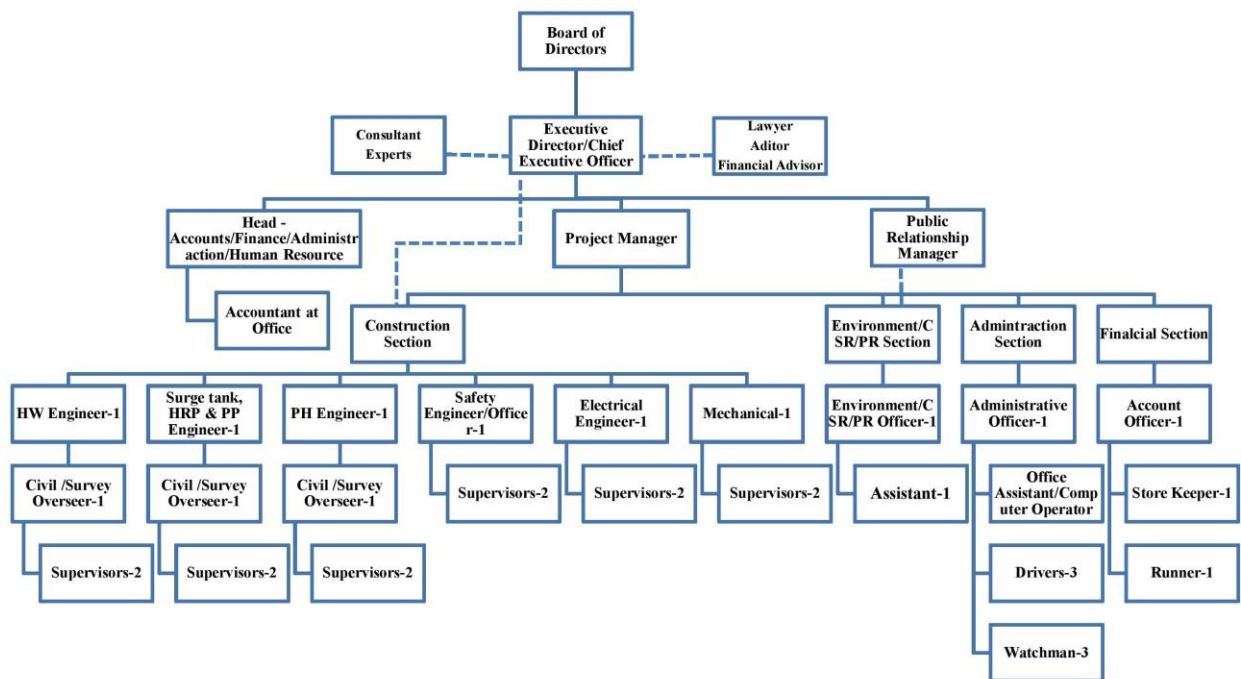 Board of
Directors
Consultant
Experts
Executive
Director/Chief
Executive Officer
Lawyer
Aditor
Financial Advisor
Head -
Accounts/Finance/Administr
action/Human Resource
Project Manager
Public
Relationship
Manager
Accountant at
Office
Construction
Section
Environment/C
SR/PR Section
Admintraction
Section
Finalcial Section
HW Engineer-1
Surge tank,
HRP & PP
Engineer-1
PH Engineer-1
Safety
Engineer/Office
r-1
Electrical
Engineer-1
Mechanical-1
Environment/C
SR/PR Officer-1
Administrative
Officer-1
Account
Officer-1
Civil /Survey
Overseer-1
Civil /Survey
Overseer-1
Civil /Survey
Overseer-1
Supervisors-2
Supervisors-2
Supervisors-2
Assistant-1
Office
Assistant/Comp
uter Operator
Store Keeper-1
Supervisors-2
Supervisors-2
Supervisors-2
Drivers-3
Runner-1
Watchman-3